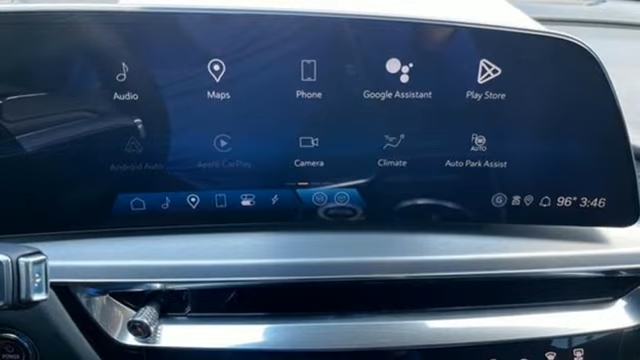 Audio
Maps
Phone
Google Assistant
Play Store
Android Auto
Apple CarPlay
Camera
AUTO
Climate
Auto Park Assist
G
96° 3:46
POWER